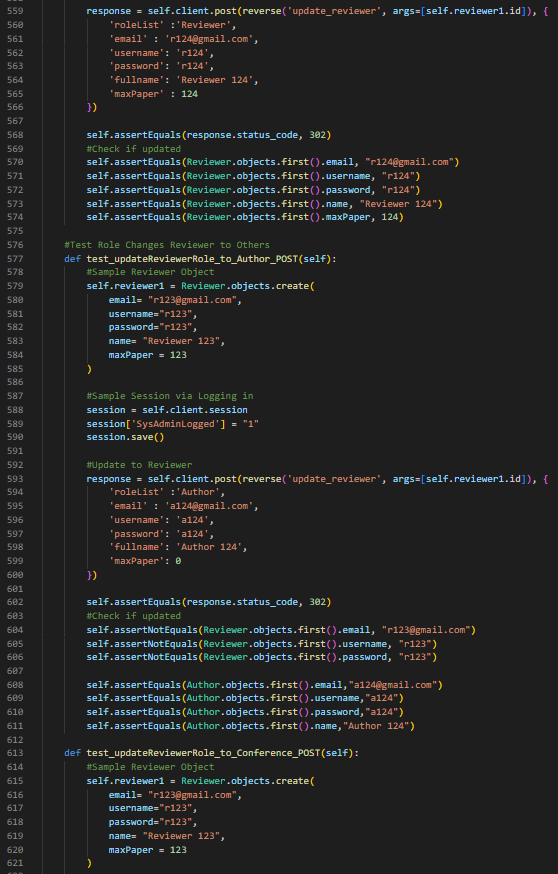 559 response = self.client.post(reverse('update_reviewer', args=[self.reviewer1.id]), {
560 'roleList' :'Reviewer',
561 'email' : 'r124@gmail.com',
562 'username': 'r124',
563 'password': 'r124',
564 'fullname': 'Reviewer 124',
565 'maxPaper' : 124
566 })
567
568 self.assertEquals(response.status_code, 302)
569 #Check if updated
570 self.assertEquals(Reviewer.objects.first().email, "r124@gmail.com")
571 self.assertEquals(Reviewer.objects.first().username, "r124")
572 self.assertEquals(Reviewer.objects.first().password, "r124")
573 self.assertEquals(Reviewer.objects.first().name, "Reviewer 124")
574 self.assertEquals(Reviewer.objects.first().maxPaper, 124)
575
576 #Test Role Changes Reviewer to Others
577 def test_updateReviewerRole_to_Author_POST(self):
578 #Sample Reviewer Object
579 self.reviewer1 = Reviewer.objects.create(
580 email= "r123@gmail.com",
581 username="r123",
582 password="r123",
583 name= "Reviewer 123",
584 maxPaper = 123
585 )
586
587 #Sample Session via Logging in
588 session = self.client.session
589 session['SysAdminLogged'] = "1"
590 session.save()
591
592 #Update to Reviewer
593 response = self.client.post(reverse('update_reviewer', args=[self.reviewer1.id]), {
594 'roleList' :'Author',
595 'email' : 'a124@gmail.com',
596 'username': 'a124',
597 'password': 'a124',
598 'fullname': 'Author 124',
599 'maxPaper': 0
600 })
601
602 self.assertEquals(response.status_code, 302)
603 #Check if updated
604 self.assertNotEquals(Reviewer.objects.first().email, "r123@gmail.com")
605 self.assertNotEquals(Reviewer.objects.first().username, "r123")
606 self.assertNotEquals(Reviewer.objects.first().password, "r123")
607
608 self.assertEquals(Author.objects.first().email,"a124@gmail.com")
609 self.assertEquals(Author.objects.first().username,"a124")
610 self.assertEquals(Author.objects.first().password,"a124")
611 self.assertEquals(Author.objects.first().name,"Author 124")
612
613 def test_updateReviewerRole_to_Conference_POST(self):
614 #Sample Reviewer Object
615 self.reviewer1 = Reviewer.objects.create(
616 email= "r123@gmail.com",
617 username="r123",
618 password="r123",
619 name= "Reviewer 123",
620 maxPaper = 123
621 )